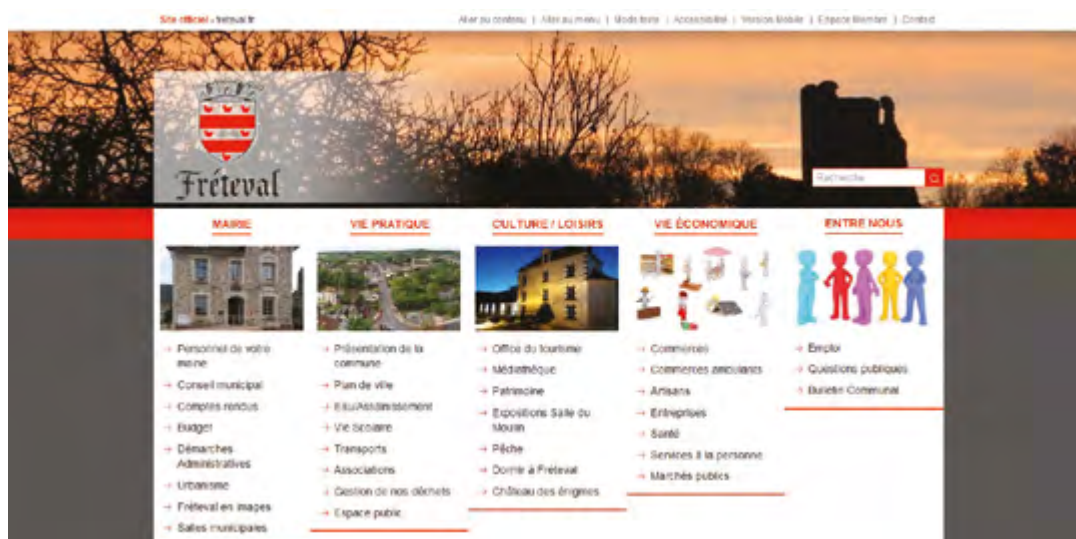 Site officiel - freteval.fr
Aller au contenu | Aller au menu | Mode texte | Accessibilité | Version Mobile | Espace Membre | Contact
Fréteval
Recherche
MAIRIE
Personnel de votre
mairie
Conseil municipal
Comptes rendus
Budget
Démarches
Administratives
Urbanisme
Fréteval en images
Salles municipales
VIE PRATIQUE
Présentation de la
commune
Plan de ville
Eau/Assainissement
Vie Scolaire
Transports
Associations
Gestion de nos déchets
Espace public
CULTURE / LOISIRS
Office du tourisme
Médiathèque
Patrimoine
Expositions Salle du
Moulin
Pêche
Dormir à Fréteval
Château des énigmes
VIE ÉCONOMIQUE
Commerces
Commerces ambulants
Artisans
Entreprises
Santé
Services à la personne
Marchés publics
ENTRE NOUS
Emploi
Questions publiques
Bulletin Communal